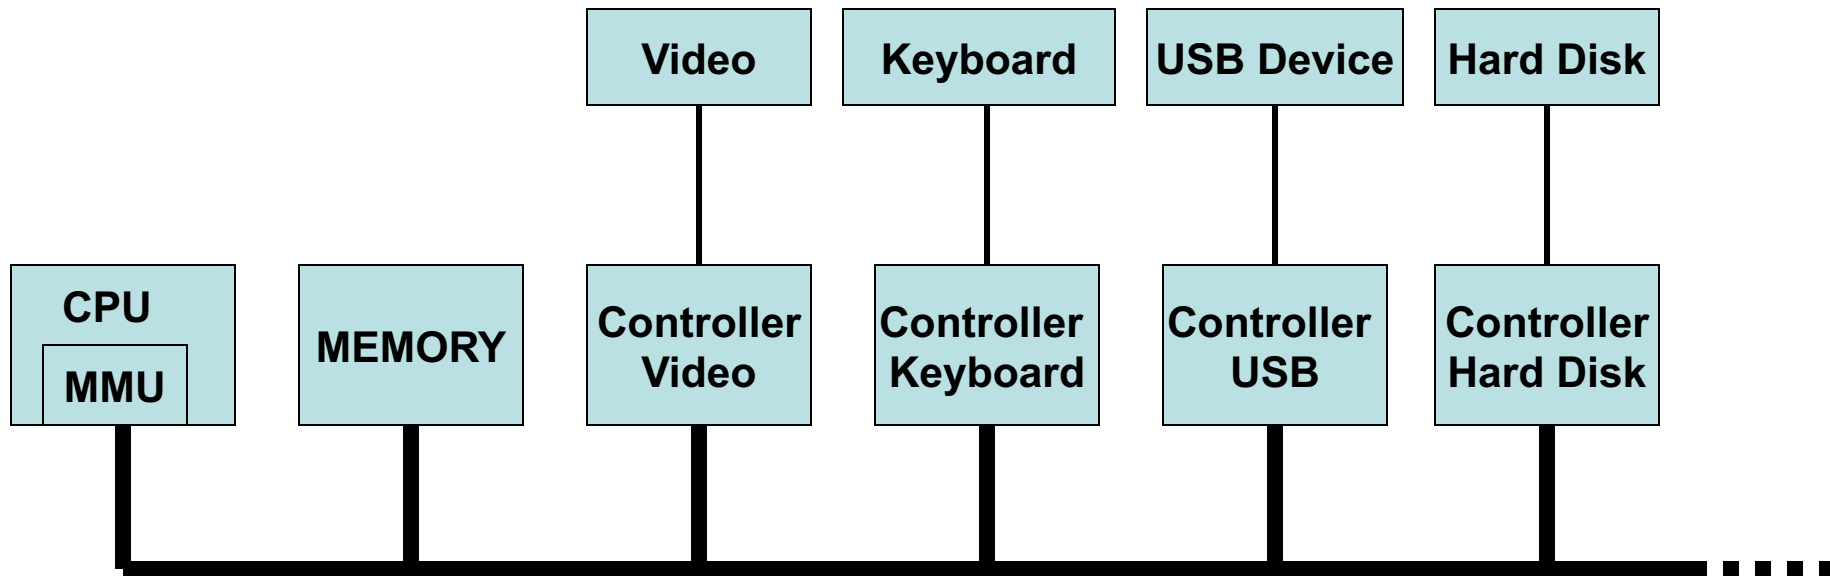 Video
Keyboard
USB Device
Hard Disk
CPU
MMU
MEMORY
Controller
Video
Controller
Keyboard
Controller
USB
Controller
Hard Disk